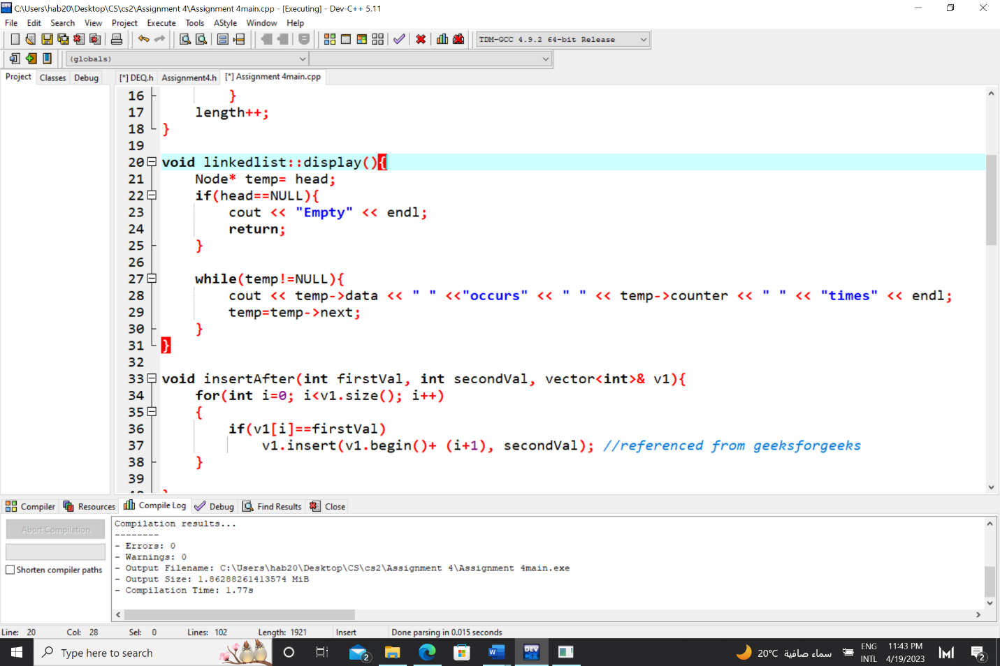 C:\Users\hab20\Desktop\CS\cs2\Assignment 4\Assignment 4main.cpp - [Executing] - Dev-C++ 5.11
File Edit Search View Project Execute Tools AStyle Window Help
TDM-GCC 4.9.2 64-bit Release
(globals)
Project Classes Debug [*] DEQ.h Assignment4.h [*] Assignment 4main.cpp
16 }
17 length++;
18 }
19
20 void linkedlist::display(){
21 Node* temp= head;
22 if(head==NULL){
23 cout << "Empty" << endl;
24 return;
25 }
26
27 while(temp!=NULL){
28 cout << temp->data << " " <<"occurs" << " " << temp->counter << " " << "times" << endl;
29 temp=temp->next;
30 }
31 }
32
33 void insertAfter(int firstVal, int secondVal, vector<int>& v1){
34 for(int i=0; i<v1.size(); i++)
35 {
36 if(v1[i]==firstVal)
37 v1.insert(v1.begin()+ (i+1), secondVal); //referenced from geeksforgeeks
38 }
39
Compiler Resources Compile Log Debug Find Results Close
Abort Compilation
Shorten compiler paths
Compilation results...
--------
- Errors: 0
- Warnings: 0
- Output Filename: C:\Users\hab20\Desktop\CS\cs2\Assignment 4\Assignment 4main.exe
- Output Size: 1.86288261413574 MiB
- Compilation Time: 1.77s
Line: 20 Col: 28 Sel: 0 Lines: 102 Length: 1921 Insert Done parsing in 0.015 seconds
Type here to search
2
DEV
20°C سماء صافية
ENG
INTL
11:43 PM
4/19/2023
2